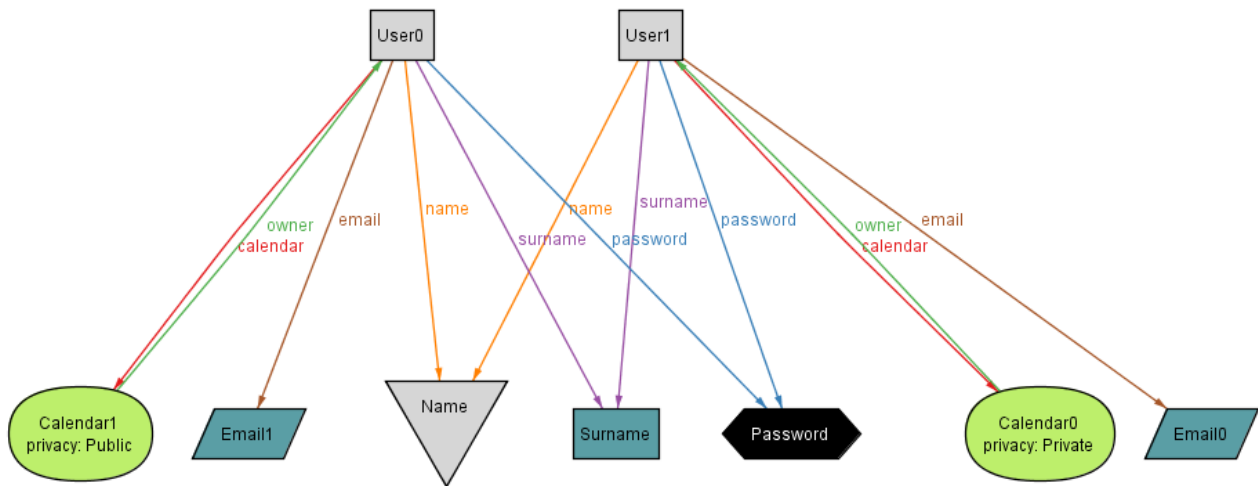 User0
User1
name
surname
email
owner
calendar
name
surname
password
password
owner
calendar
email
Calendar1
privacy: Public
Email1
Name
Surname
Password
Calendar0
privacy: Private
Email0